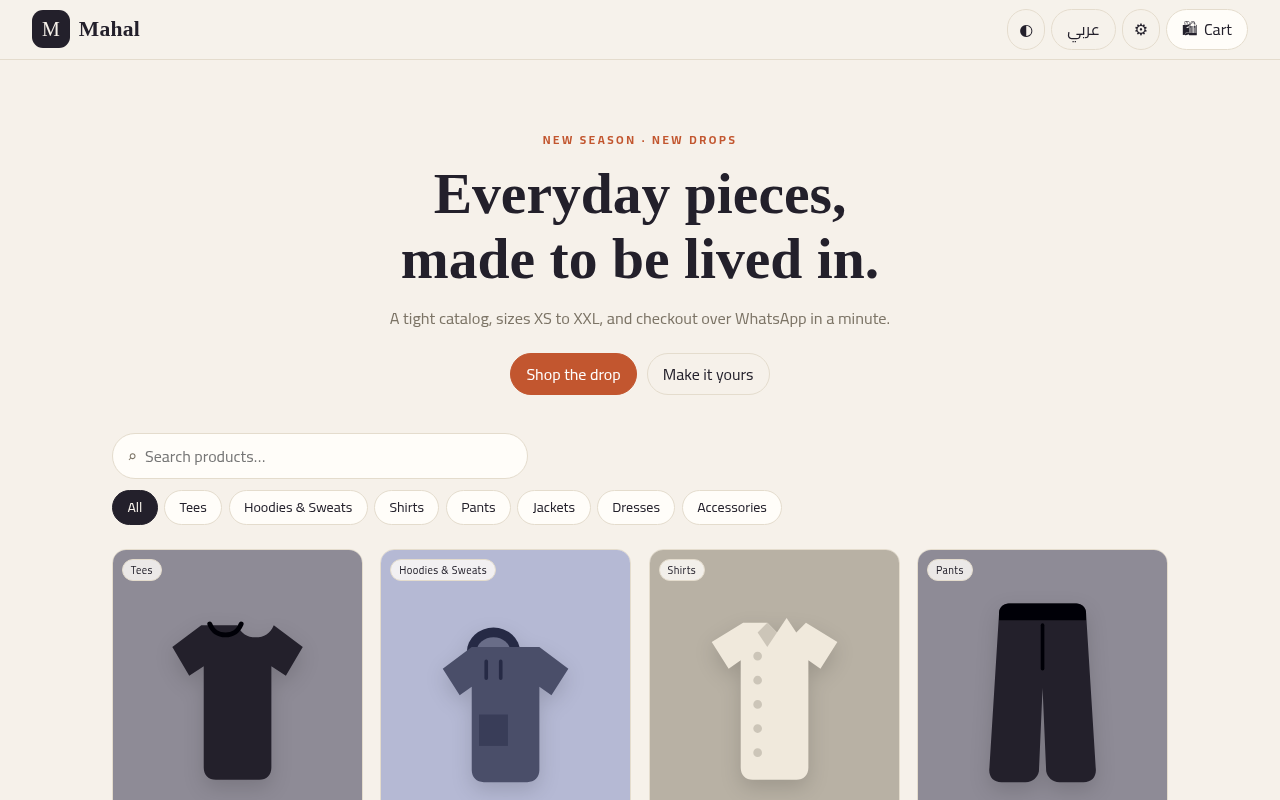 M Mahal
عربي
Cart
NEW SEASON · NEW DROPS
Everyday pieces,
made to be lived in.
A tight catalog, sizes XS to XXL, and checkout over WhatsApp in a minute.
Shop the drop
Make it yours
Search products...
All
Tees
Hoodies & Sweats
Shirts
Pants
Jackets
Dresses
Accessories
Tees
Hoodies & Sweats
Shirts
Pants